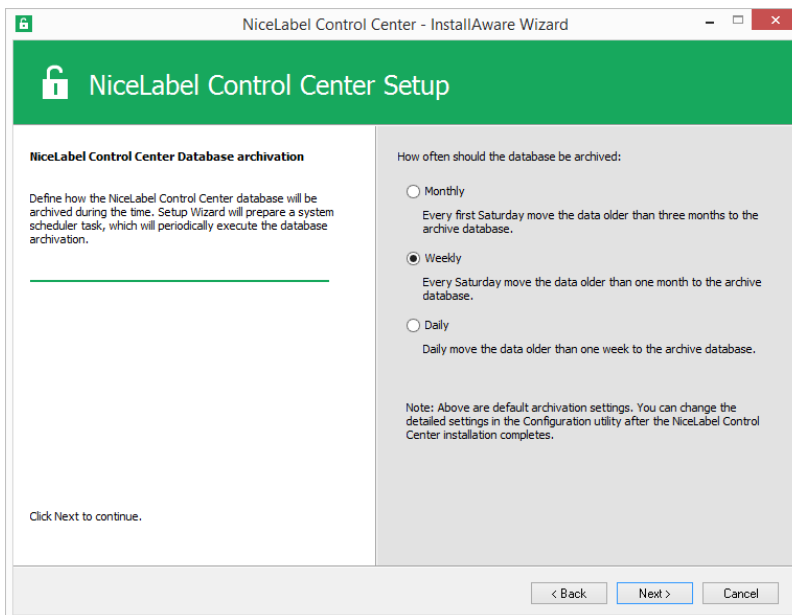 NiceLabel Control Center - InstallAware Wizard
NiceLabel Control Center Setup
NiceLabel Control Center Database archivation
Define how the NiceLabel Control Center database will be
archived during the time. Setup Wizard will prepare a system
scheduler task, which will periodically execute the database
archivation.
Click Next to continue.
How often should the database be archived:
Monthly
Every first Saturday move the data older than three months to the
archive database.
Weekly
Every Saturday move the data older than one month to the archive
database.
Daily
Daily move the data older than one week to the archive database.
Note: Above are default archivation settings. You can change the
detailed settings in the Configuration utility after the NiceLabel Control
Center installation completes.
< Back
Next >
Cancel